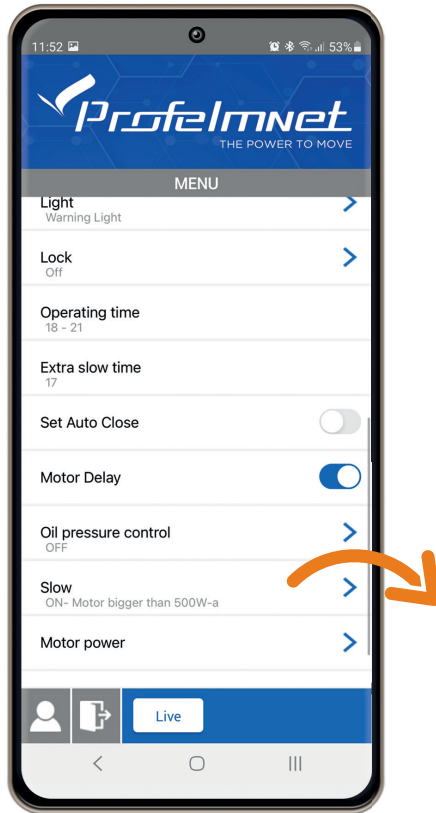 11:52 53%
Profelmnet
THE POWER TO MOVE
MENU
Light
Warning Light
Lock
Off
Operating time
18 - 21
Extra slow time
17
Set Auto Close
Motor Delay
Oil pressure control
OFF
Slow
ON- Motor bigger than 500W-a
Motor power
Live